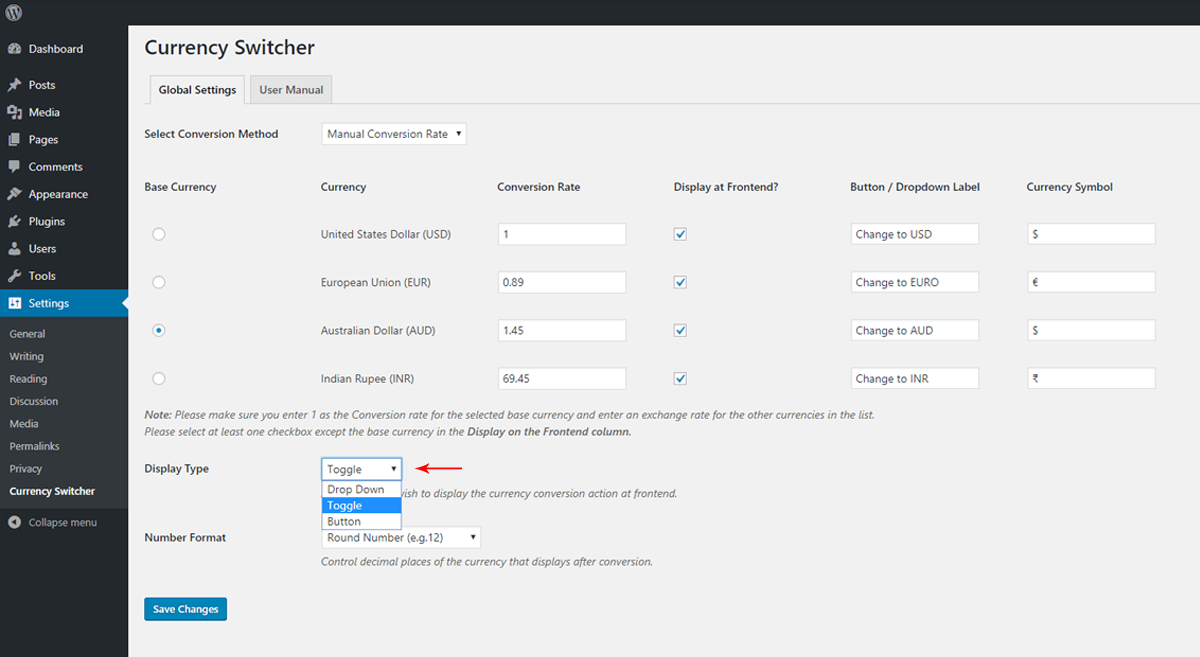 Currency Switcher
Dashboard
Posts
Media
Pages
Comments
Appearance
Plugins
Users
Tools
Settings
General
Writing
Reading
Discussion
Media
Permalinks
Privacy
Currency Switcher
Collapse menu
Global Settings User Manual
Select Conversion Method Manual Conversion Rate
Base Currency Currency Conversion Rate Display at Frontend? Button / Dropdown Label Currency Symbol
United States Dollar (USD) 1 Change to USD $
European Union (EUR) 0.89 Change to EURO €
Australian Dollar (AUD) 1.45 Change to AUD $
Indian Rupee (INR) 69.45 Change to INR ₹
Note: Please make sure you enter 1 as the Conversion rate for the selected base currency and enter an exchange rate for the other currencies in the list.
Please select at least one checkbox except the base currency in the Display on the Frontend column.
Display Type Toggle
Drop Down
to display the currency conversion action at frontend.
Toggle
Button
Number Format Round Number (e.g.12)
Control decimal places of the currency that displays after conversion.
Save Changes